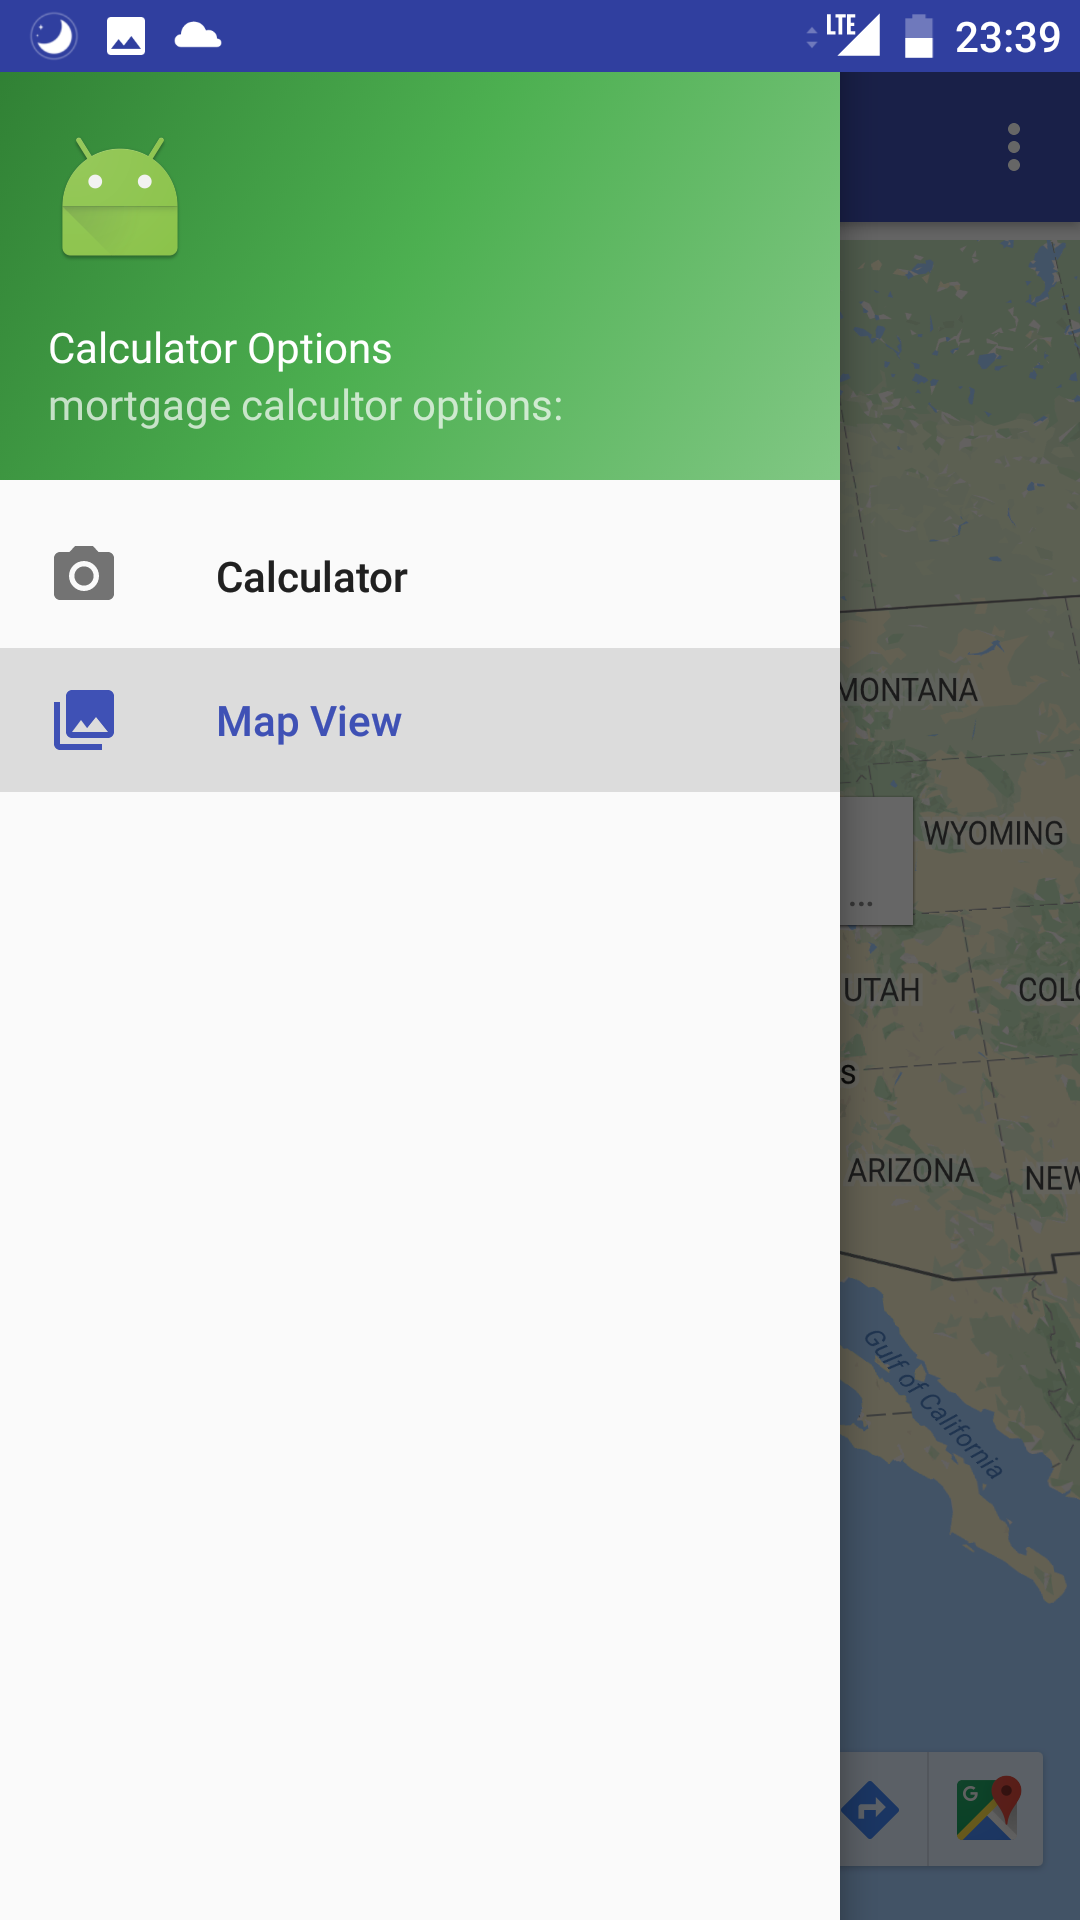 LTE 23:39
Calculator Options
mortgage calcultor options:
Calculator
Map View
MONTANA
WYOMING
...
UTAH
COLO
s
ARIZONA
NEW
Gulf of California
G